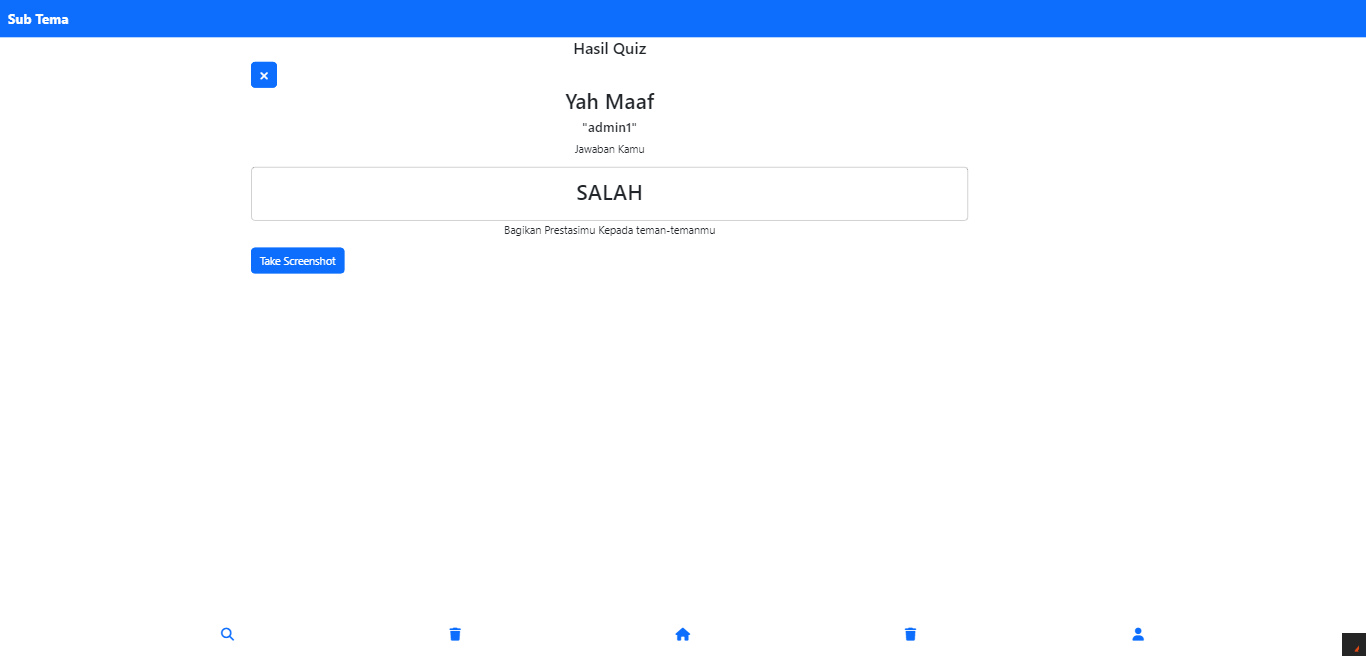 Sub Tema
Hasil Quiz
Yah Maaf
"admin1"
Jawaban Kamu
SALAH
Bagikan Prestasimu Kepada teman-temanmu
Take Screenshot